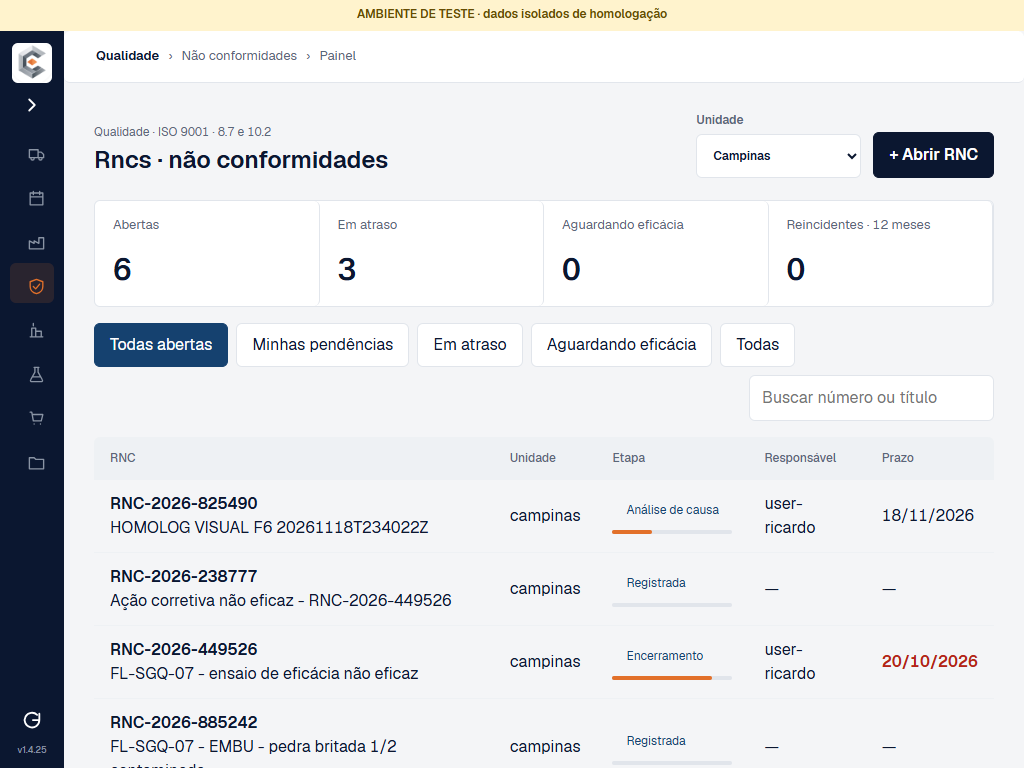 AMBIENTE DE TESTE · dados isolados de homologação
Qualidade › Não conformidades › Painel
Qualidade · ISO 9001 · 8.7 e 10.2
Rncs · não conformidades
Unidade
Campinas
+ Abrir RNC
Abertas
6
Em atraso
3
Aguardando eficácia
0
Reincidentes · 12 meses
0
Todas abertas
Minhas pendências
Em atraso
Aguardando eficácia
Todas
Buscar número ou título
RNC Unidade Etapa Responsável Prazo
RNC-2026-825490
HOMOLOG VISUAL F6 20261118T234022Z
campinas
Análise de causa
user-
ricardo
18/11/2026
RNC-2026-238777
Ação corretiva não eficaz - RNC-2026-449526
campinas
Registrada
—
—
RNC-2026-449526
FL-SGQ-07 - ensaio de eficácia não eficaz
campinas
Encerramento
user-
ricardo
20/10/2026
RNC-2026-885242
FL-SGQ-07 - EMBU - pedra britada 1/2
campinas
Registrada
—
—
v1.4.25